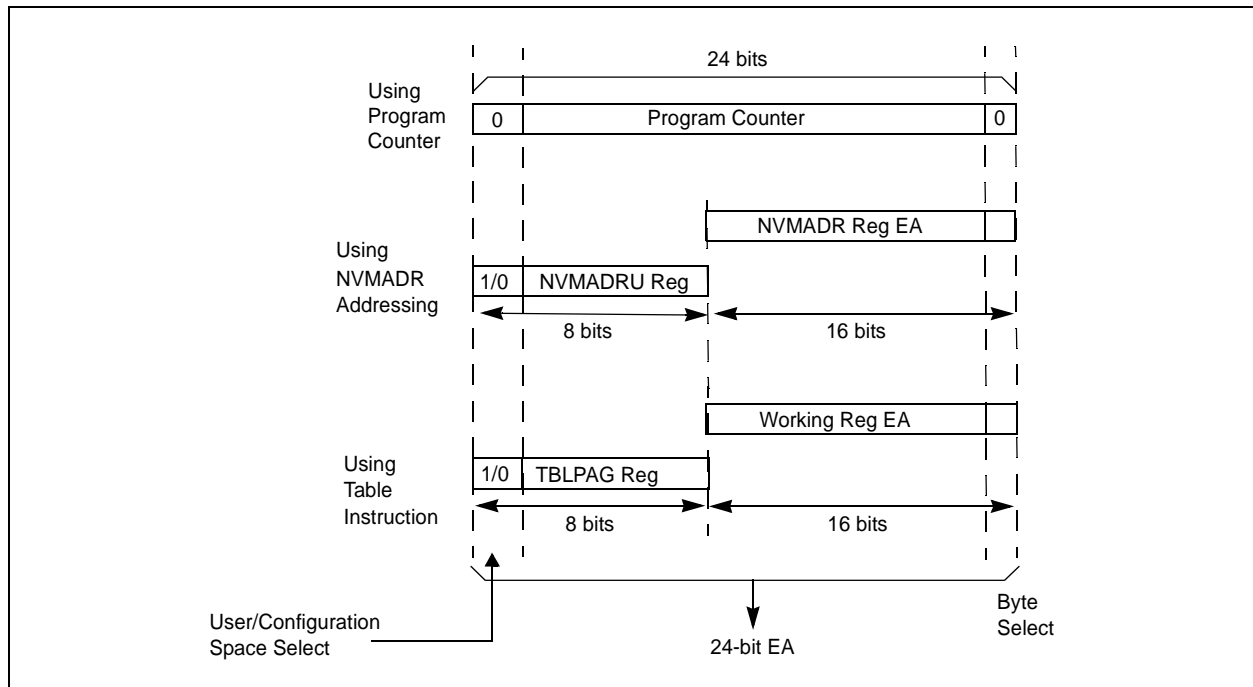 24 bits
Using
Program
Counter
0
Program Counter
0
NVMADR Reg EA
Using
NVMADR
Addressing
1/0
NVMADRU Reg
8 bits
16 bits
Working Reg EA
Using
Table
Instruction
1/0
TBLPAG Reg
8 bits
16 bits
User/Configuration
Space Select
24-bit EA
Byte
Select